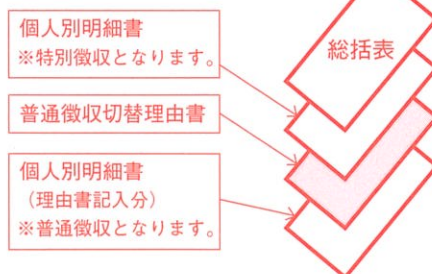 個人別明細書
※特別徴収となります。
総括表
普通徴収切替理由書
個人別明細書
（理由書記入分）
※普通徴収となります。